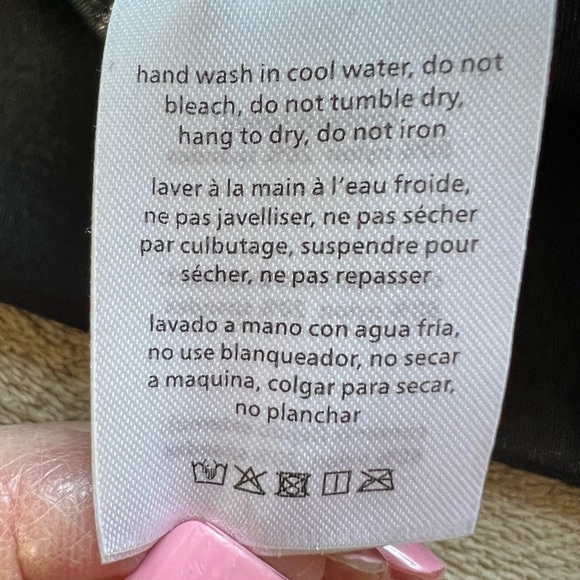 hand wash in cool water, do not
bleach, do not tumble dry,
hang to dry, do not iron
laver à la main à l'eau froide,
ne pas javelliser, ne pas sécher
par culbutage, suspendre pour
sécher, ne pas repasser
lavado a mano con agua fría,
no use blanqueador, no secar
a maquina, colgar para secar,
no planchar